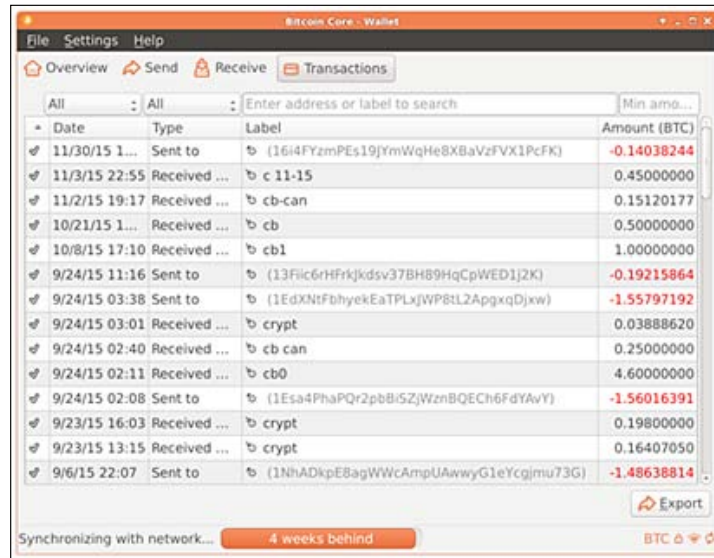 Bitcoin Core - Wallet
File Settings Help
Overview Send Receive Transactions
All All Enter address or label to search Min amo...
Date Type Label Amount (BTC)
11/30/15 1... Sent to (16i4FYzmPEs19JYmWqHe8XBaVzFVX1PcFK) -0.14038244
11/3/15 22:55 Received ... c 11-15 0.45000000
11/2/15 19:17 Received ... cb-can 0.15120177
10/21/15 1... Received ... cb 0.50000000
10/8/15 17:10 Received ... cb1 1.00000000
9/24/15 11:16 Sent to (13Fiic6rHFrkJkdsv37BH89HqCpWED1J2K) -0.19215864
9/24/15 03:38 Sent to (1EdXNtFbhyekEaTPLxJWP8tL2ApgxqDjxw) -1.55797192
9/24/15 03:01 Received ... crypt 0.03888620
9/24/15 02:40 Received ... cb can 0.25000000
9/24/15 02:11 Received ... cb0 4.60000000
9/24/15 02:08 Sent to (1Esa4PhaPQr2pbBiSZjWznBQECh6FdYAvY) -1.56016391
9/23/15 16:03 Received ... crypt 0.19800000
9/23/15 13:15 Received ... crypt 0.16407050
9/6/15 22:07 Sent to (1NhADkpE8agWWcAmpUAwwyG1eYcgjmu73G) -1.48638814
Export
Synchronizing with network... 4 weeks behind BTC